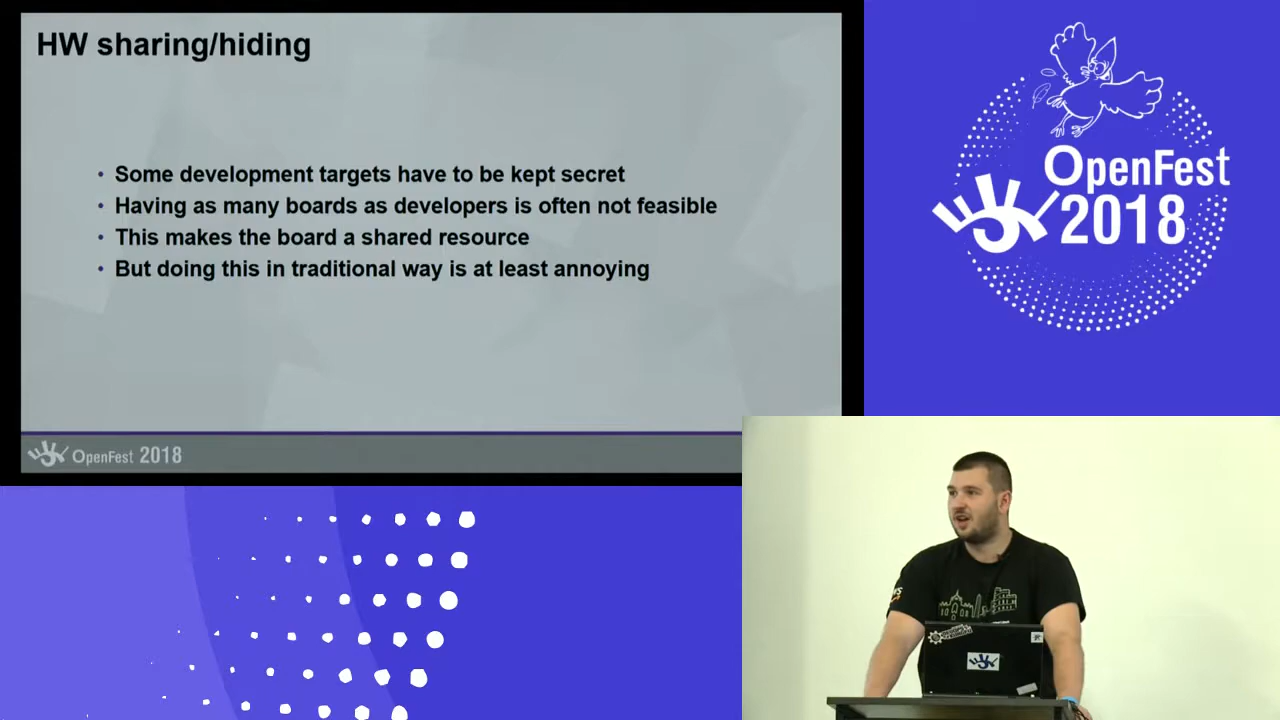 HW sharing/hiding
• Some development targets have to be kept secret
• Having as many boards as developers is often not feasible
• This makes the board a shared resource
• But doing this in traditional way is at least annoying
OpenFest 2018
OpenFest
2018